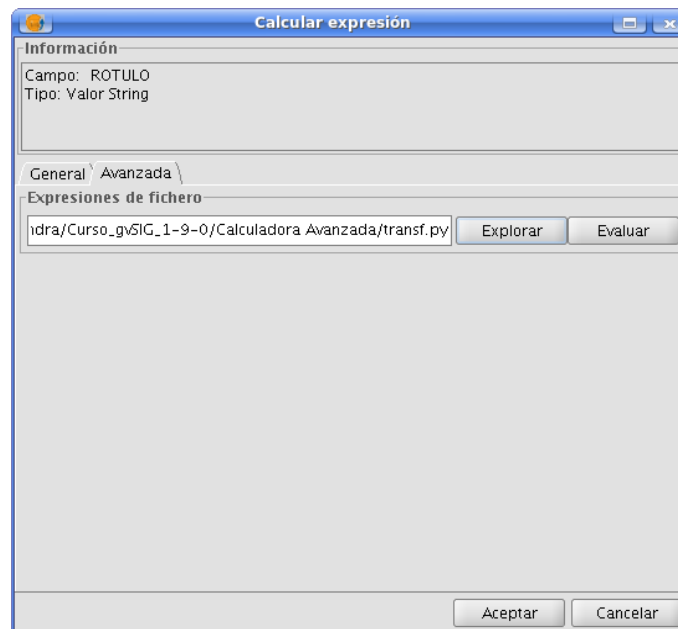 Calcular expresión
Información
Campo: ROTULO
Tipo: Valor String
General Avanzada
Expresiones de fichero
ndra/Curso_gvSIG_1-9-0/Calculadora Avanzada/transf.py Explorar Evaluar
Aceptar Cancelar